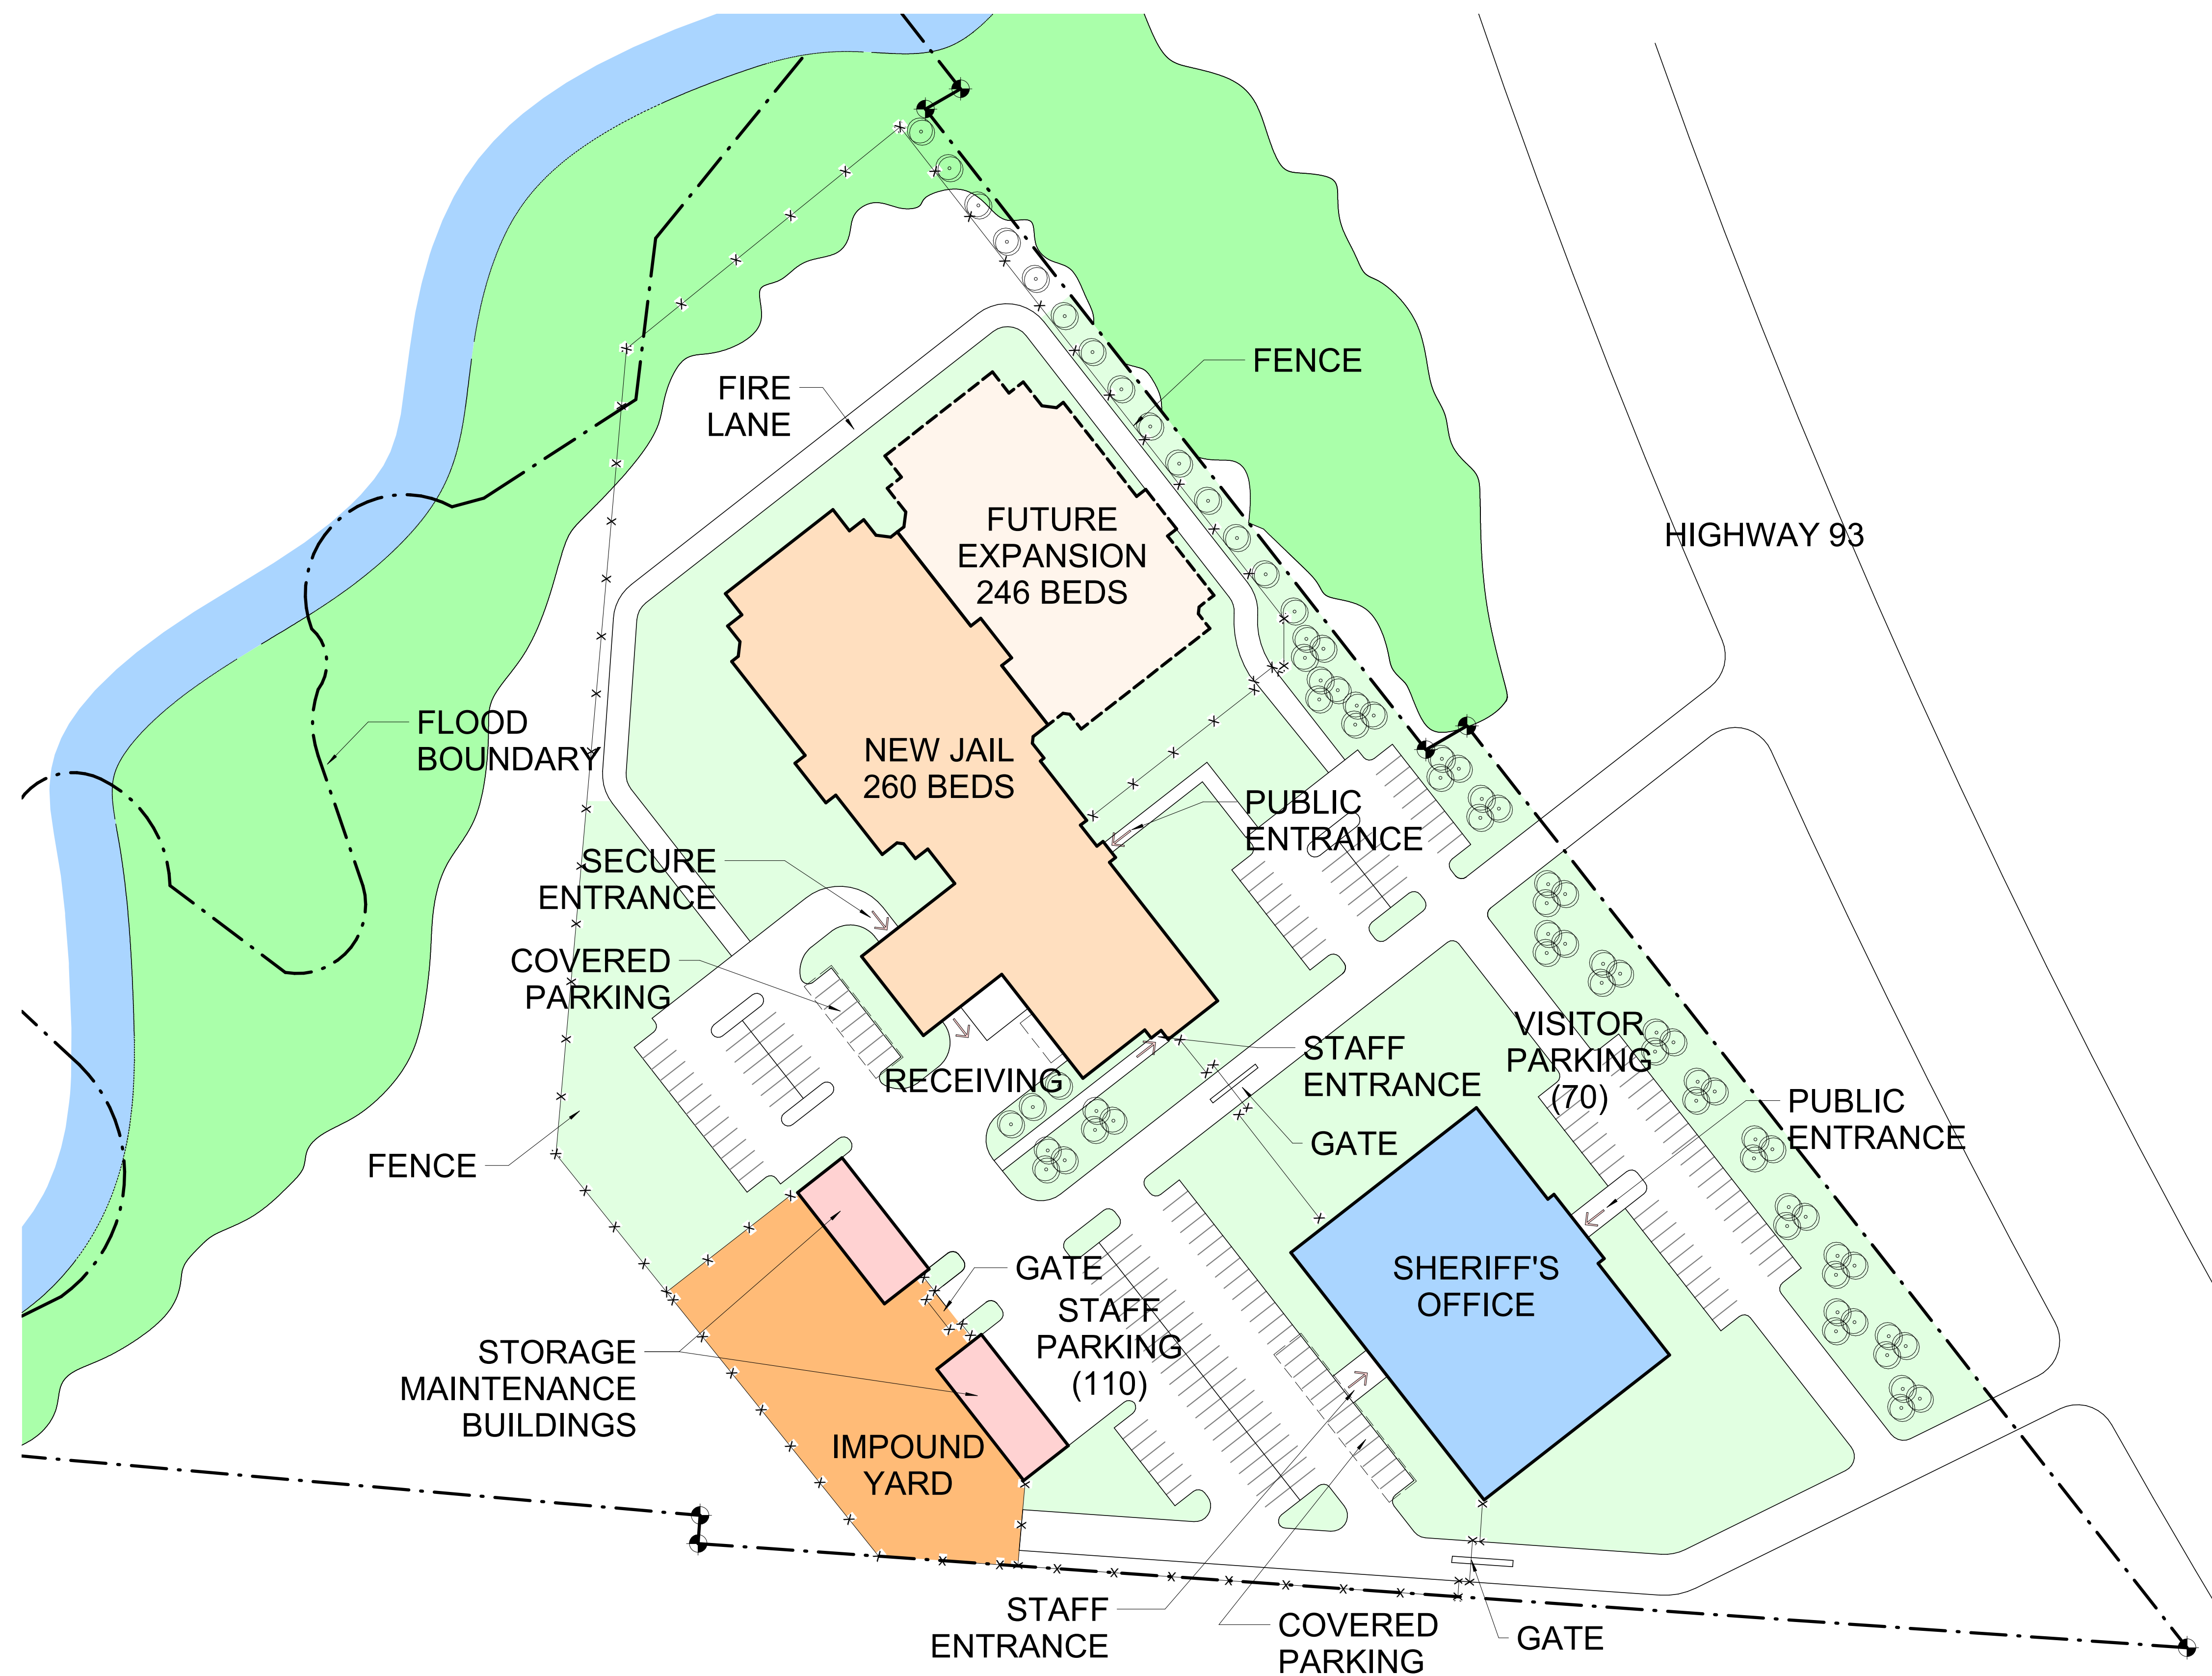 FENCE
FIRE
LANE
HIGHWAY 93
FUTURE
EXPANSION
246 BEDS
FLOOD
BOUNDARY
NEW JAIL
260 BEDS
PUBLIC
ENTRANCE
SECURE
ENTRANCE
COVERED
PARKING
VISITOR
PARKING
(70)
STAFF
ENTRANCE
RECEIVING
PUBLIC
ENTRANCE
GATE
FENCE
GATE
SHERIFF'S
OFFICE
STAFF
PARKING
(110)
STORAGE
MAINTENANCE
BUILDINGS
IMPOUND
YARD
STAFF
ENTRANCE
COVERED
PARKING
GATE